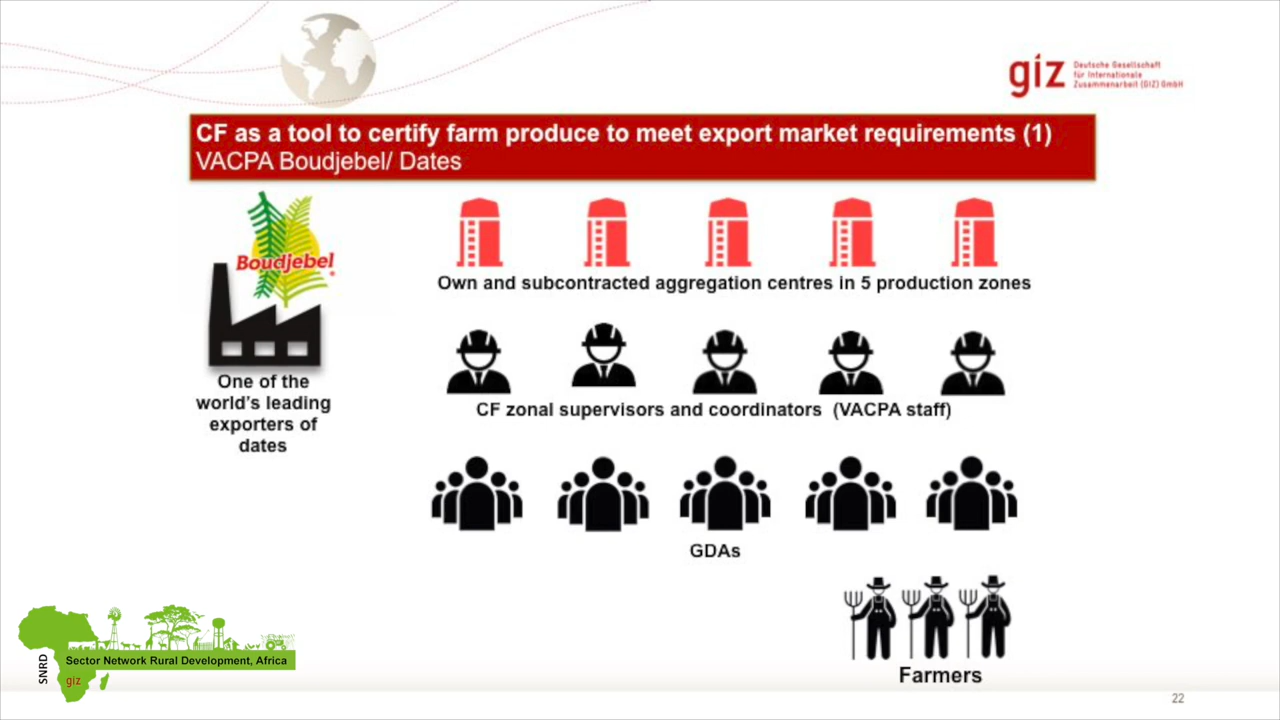 giz Deutsche Gesellschaft
für Internationale
Zusammenarbeit (GIZ) GmbH
CF as a tool to certify farm produce to meet export market requirements (1)
VACPA Boudjebel/ Dates
Boudjebel
One of the
world's leading
exporters of
dates
Own and subcontracted aggregation centres in 5 production zones
CF zonal supervisors and coordinators (VACPA staff)
GDAs
Farmers
SNRD
Sector Network Rural Development, Africa
giz
22